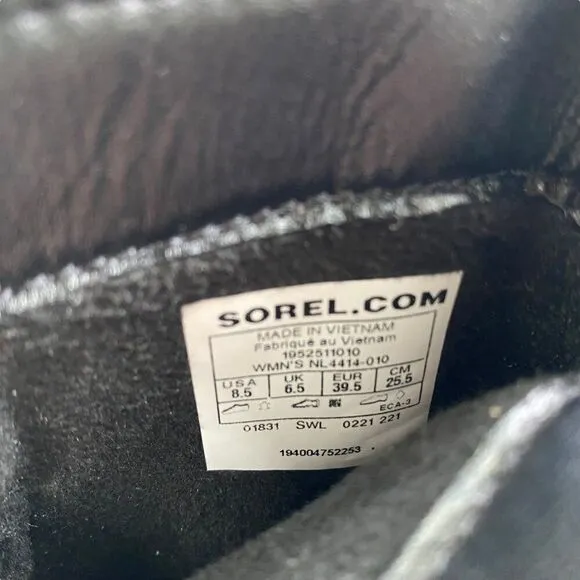 SOREL.COM
MADE IN VIETNAM
Fabriqué au Vietnam
1952511010
WMN'S NL4414-010
USA UK EUR CM
8.5 6.5 39.5 25.5
ECA-3
01831 SWL 0221 221
194004752253